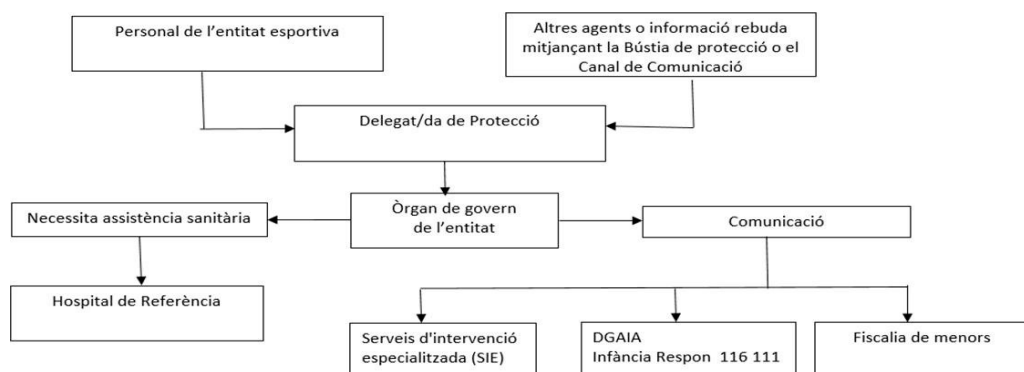 Personal de l’entitat esportiva
Altres agents o informació rebuda
mitjançant la Bústia de protecció o el
Canal de Comunicació
Delegat/da de Protecció
Necessita assistència sanitària
Òrgan de govern
de l’entitat
Comunicació
Hospital de Referència
Serveis d'intervenció
especialitzada (SIE)
DGAIA
Infància Respon 116 111
Fiscalia de menors